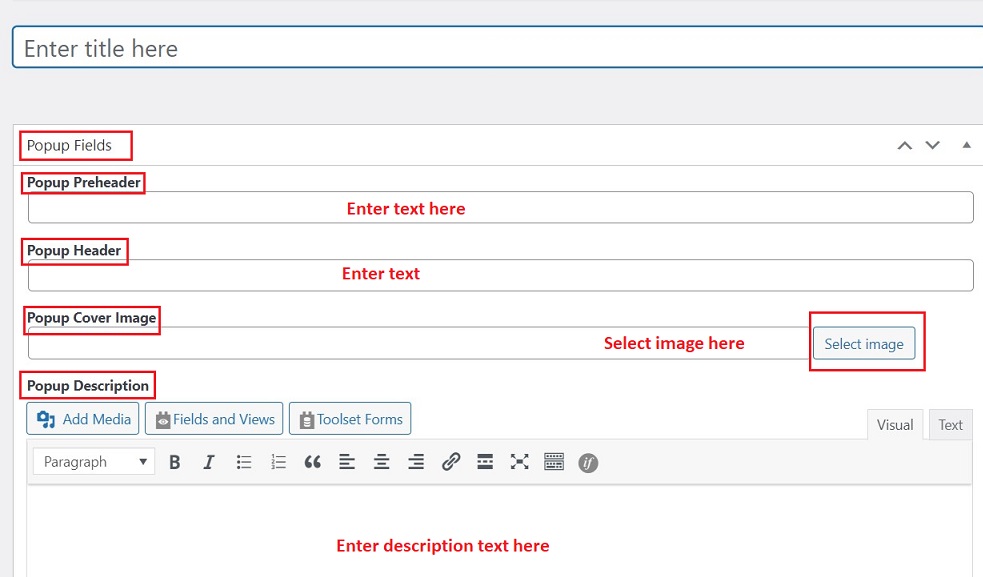 Enter title here
Popup Fields
Popup Preheader
Enter text here
Popup Header
Enter text
Popup Cover Image
Select image here
Select image
Popup Description
Add Media
Fields and Views
Toolset Forms
Visual
Text
Paragraph
B
I
if
Enter description text here